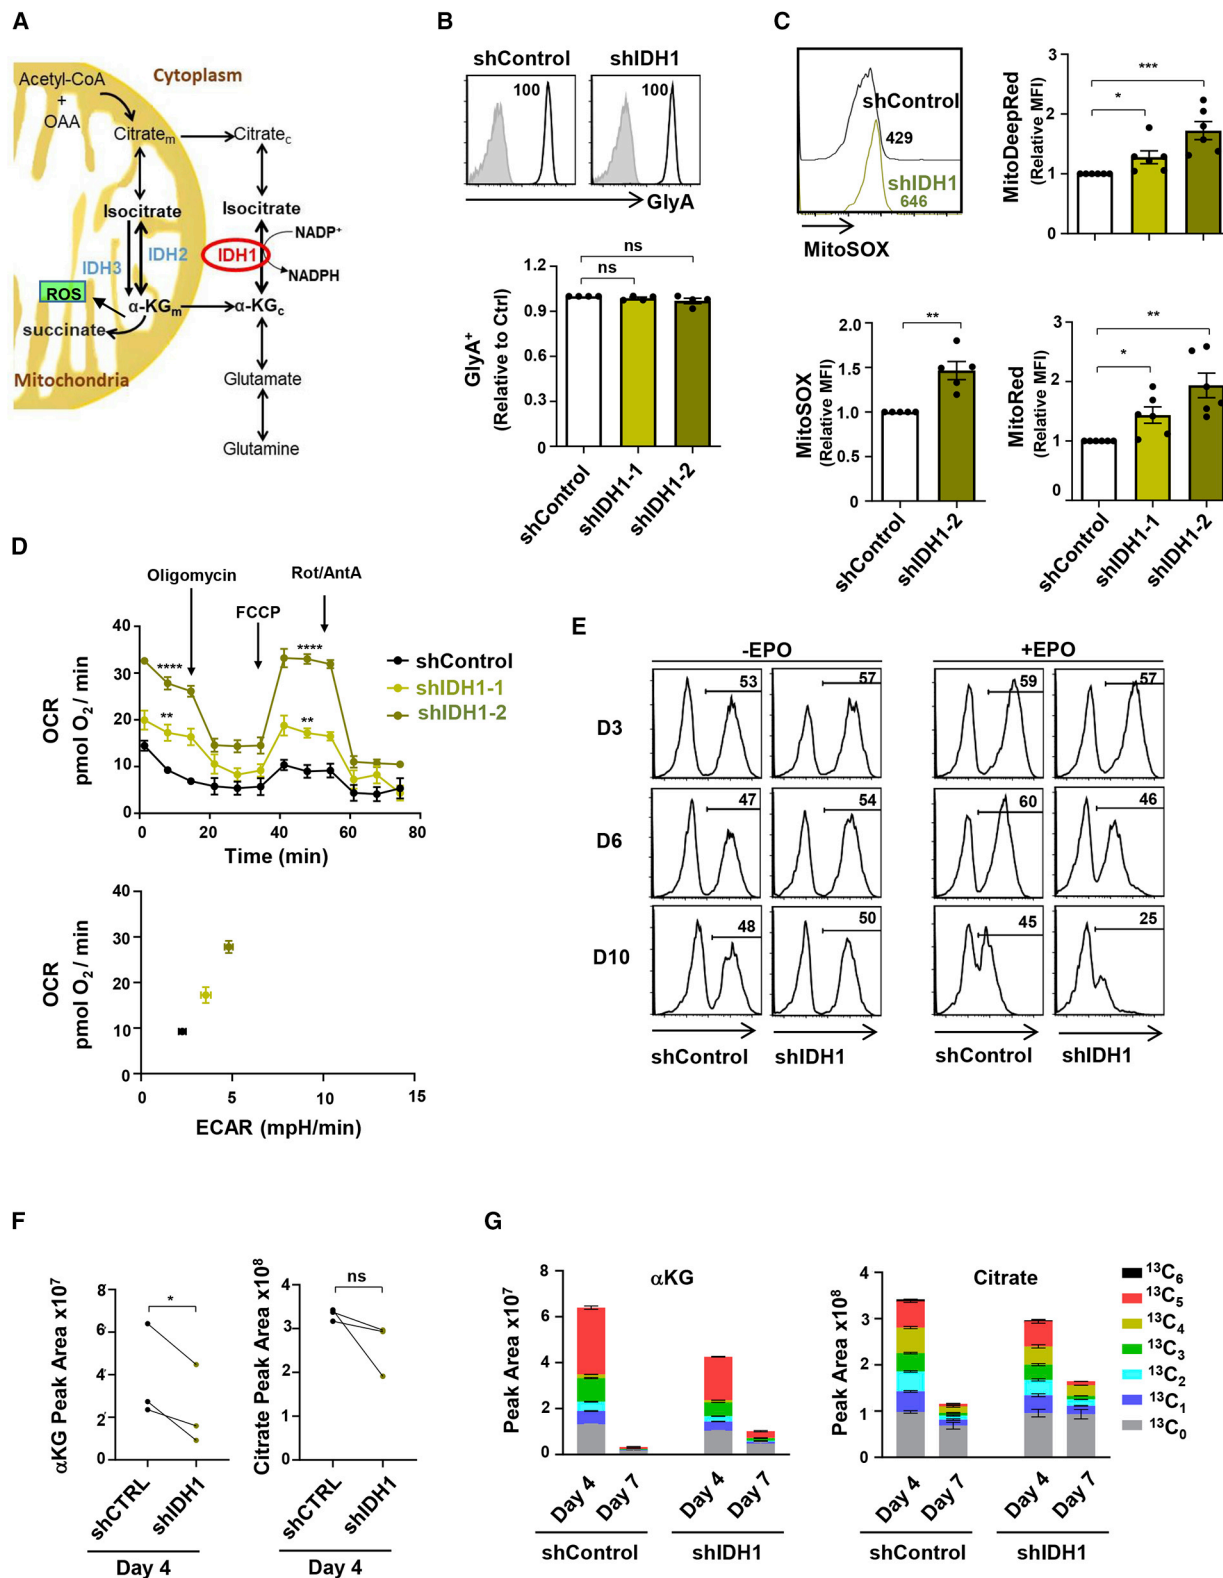 A
Acetyl-CoA
+
OAA
Cytoplasm
Citratem
Citratec
Isocitrate
Isocitrate
NADP+
IDH3
IDH2
IDH1
NADPH
ROS
α-KGm
α-KGc
succinate
Mitochondria
Glutamate
Glutamine
B
shControl
shIDH1
100
100
GlyA
ns
ns
1.2
0.9
0.6
0.3
0
GlyA+
(Relative to Ctrl)
shControl
shIDH1-1
shIDH1-2
C
shControl
429
shIDH1
646
MitoSOX
***
*
3
2
1
0
MitoDeepRed
(Relative MFI)
**
2.0
1.5
1.0
0.5
0
MitoSOX
(Relative MFI)
shControl
shIDH1-2
**
*
3
2
1
0
MitoRed
(Relative MFI)
shControl
shIDH1-1
shIDH1-2
D
Oligomycin
FCCP
Rot/AntA
40
30
20
10
0
OCR
pmol O2 / min
****
**
****
**
shControl
shIDH1-1
shIDH1-2
0
20
40
60
80
Time (min)
40
30
20
10
0
OCR
pmol O2 / min
0
5
10
15
ECAR (mpH/min)
E
-EPO
+EPO
D3
53
57
59
57
D6
47
54
60
46
D10
48
50
45
25
shControl
shIDH1
shControl
shIDH1
F
αKG Peak Area x10^7
8
6
4
2
0
*
shCTRL
shIDH1
Day 4
Citrate Peak Area x10^8
4
3
2
1
0
ns
shCTRL
shIDH1
Day 4
G
αKG
Peak Area x10^7
8
6
4
2
0
Day 4
Day 7
Day 4
Day 7
shControl
shIDH1
Citrate
Peak Area x10^8
4
3
2
1
0
Day 4
Day 7
Day 4
Day 7
shControl
shIDH1
13C6
13C5
13C4
13C3
13C2
13C1
13C0